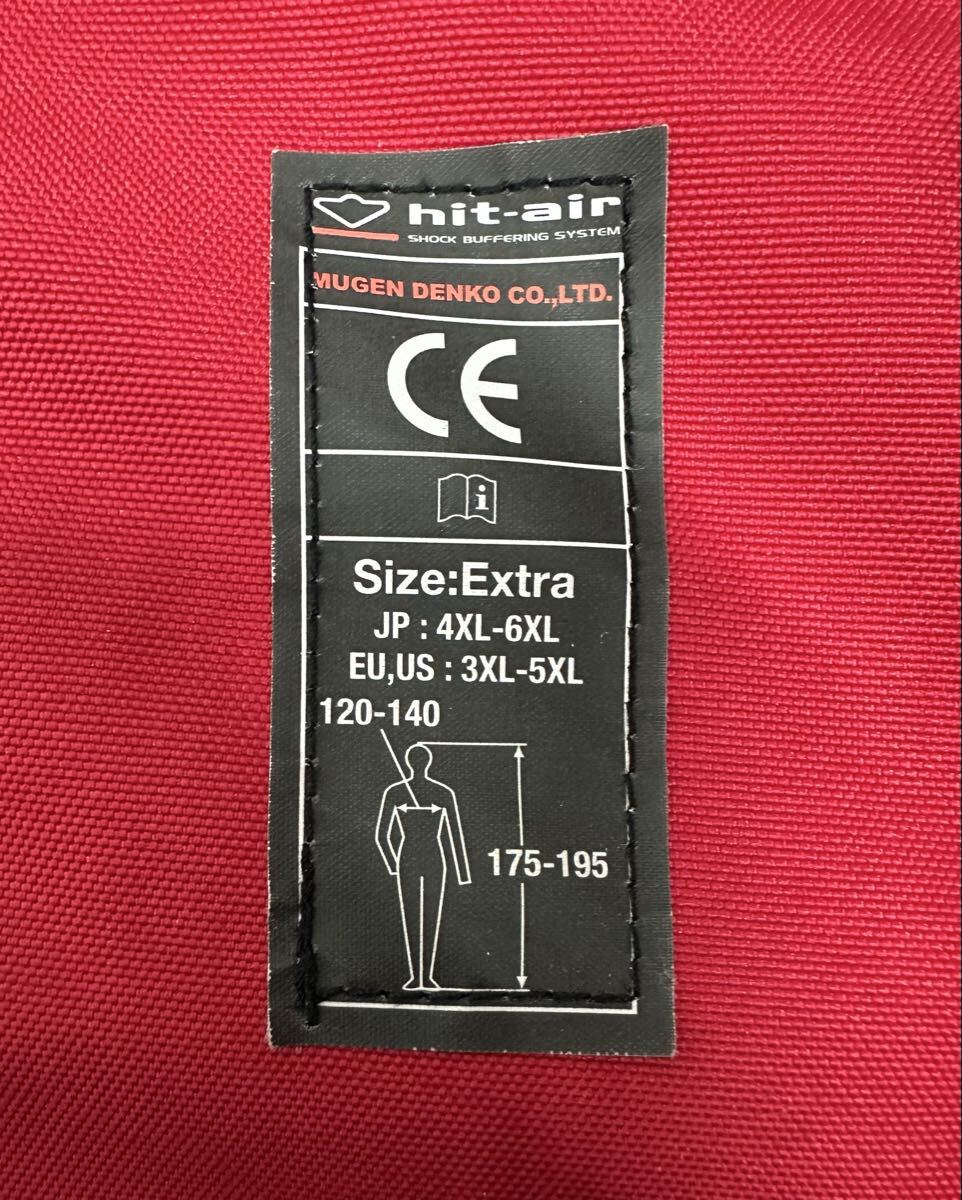 hit-air
SHOCK BUFFERING SYSTEM
MUGEN DENKO CO.,LTD.
CE
i
Size:Extra
JP : 4XL-6XL
EU,US : 3XL-5XL
120-140
175-195